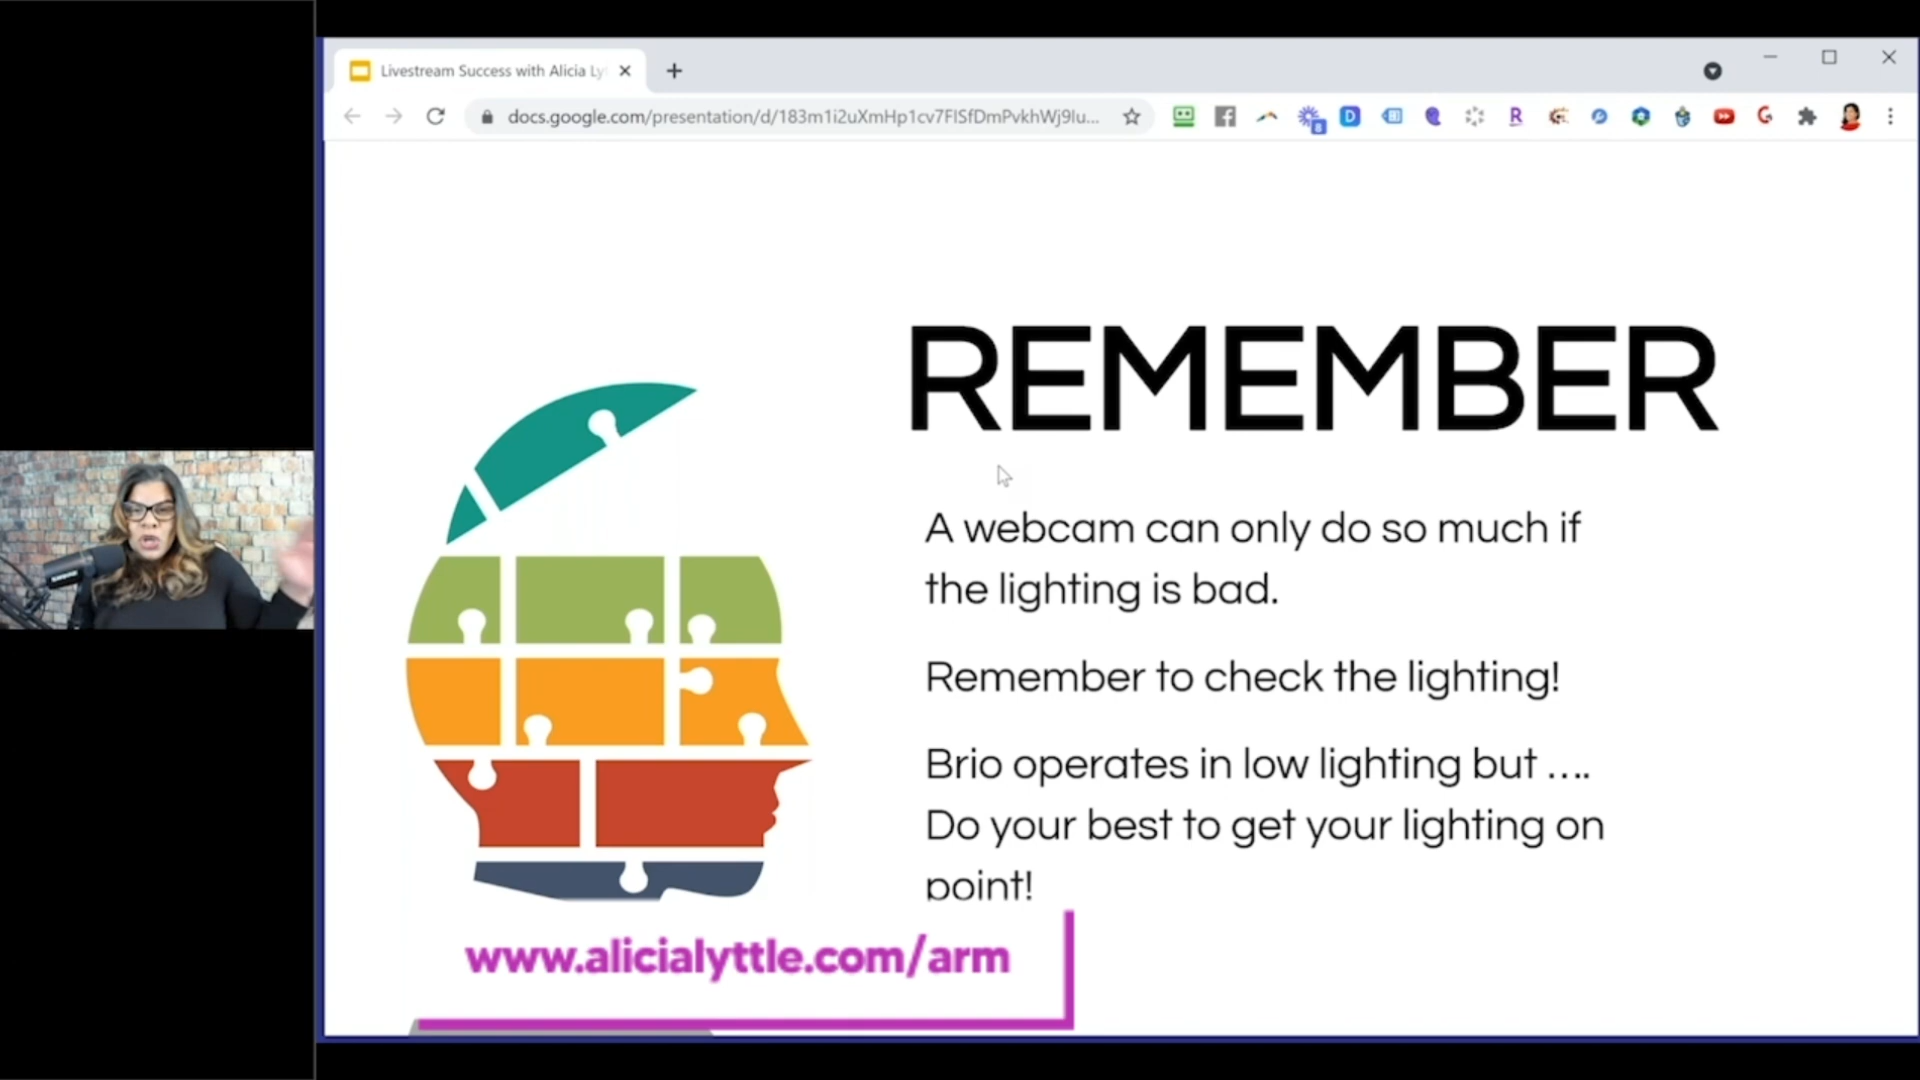 Livestream Success with Alicia Ly
docs.google.com/presentation/d/183m1i2uXmHp1cv7FISfDmPvkhWj9lu...
8
D
R
G
REMEMBER
A webcam can only do so much if
the lighting is bad.
Remember to check the lighting!
Brio operates in low lighting but ....
Do your best to get your lighting on
point!
www.alicialyttle.com/arm